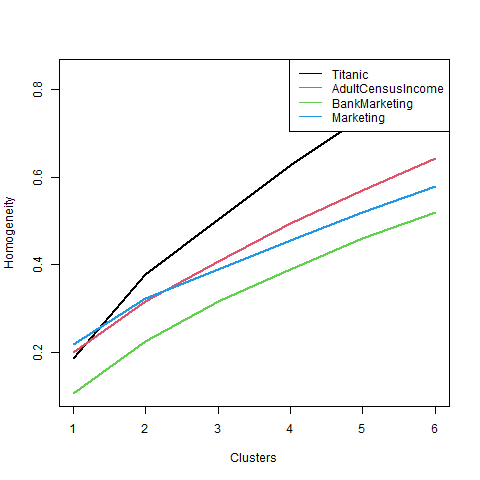 Titanic
AdultCensusIncome
BankMarketing
Marketing
Homogeneity
0.8
0.6
0.4
0.2
1 2 3 4 5 6
Clusters